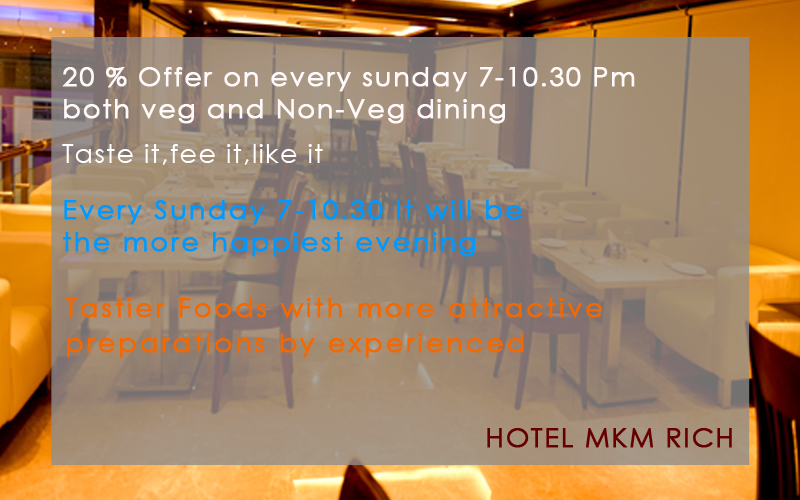 20 % Offer on every sunday 7-10.30 Pm
both veg and Non-Veg dining
Taste it,fee it,like it
Every Sunday 7-10.30 it will be
the more happiest evening
Tastier Foods with more attractive
preparations by experienced
HOTEL MKM RICH